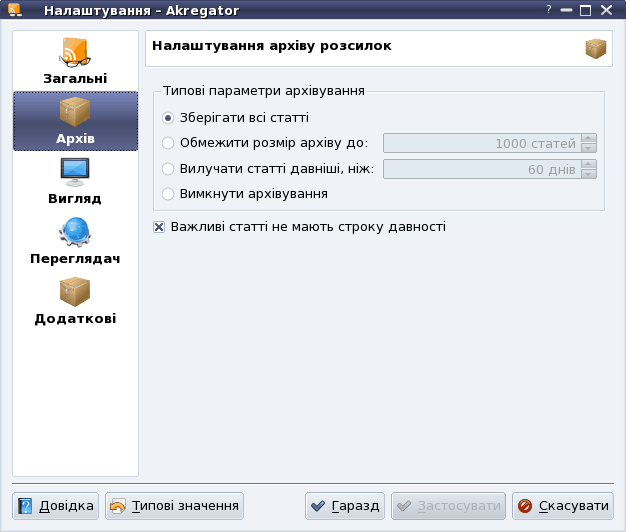 Налаштування – Akregator
?
Загальні
Архів
Вигляд
Переглядач
Додаткові
Налаштування архіву розсилок
Типові параметри архівування
Зберігати всі статті
Обмежити розмір архіву до: 1000 статей
Вилучати статті давніші, ніж: 60 днів
Вимкнути архівування
Важливі статті не мають строку давності
Довідка Типові значення Гаразд Застосувати Скасувати